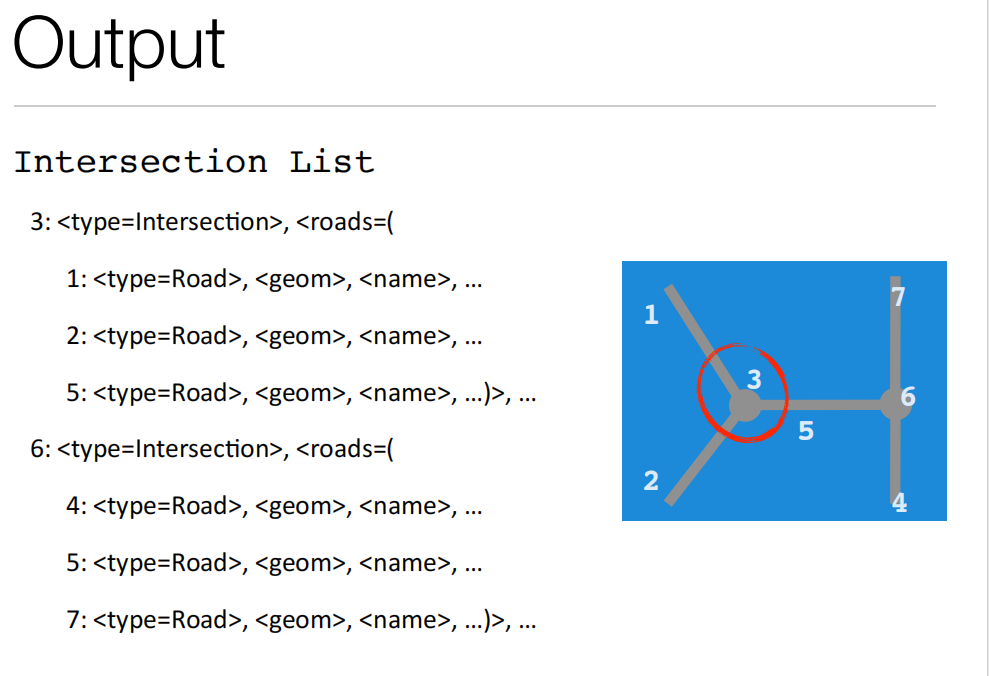 Output
Intersection List
3: <type=Intersection>, <roads=(
1: <type=Road>, <geom>, <name>, ...
2: <type=Road>, <geom>, <name>, ...
5: <type=Road>, <geom>, <name>, ...)>, ...
6: <type=Intersection>, <roads=(
4: <type=Road>, <geom>, <name>, ...
5: <type=Road>, <geom>, <name>, ...
7: <type=Road>, <geom>, <name>, ...)>, ...
1
7
3
6
5
2
4